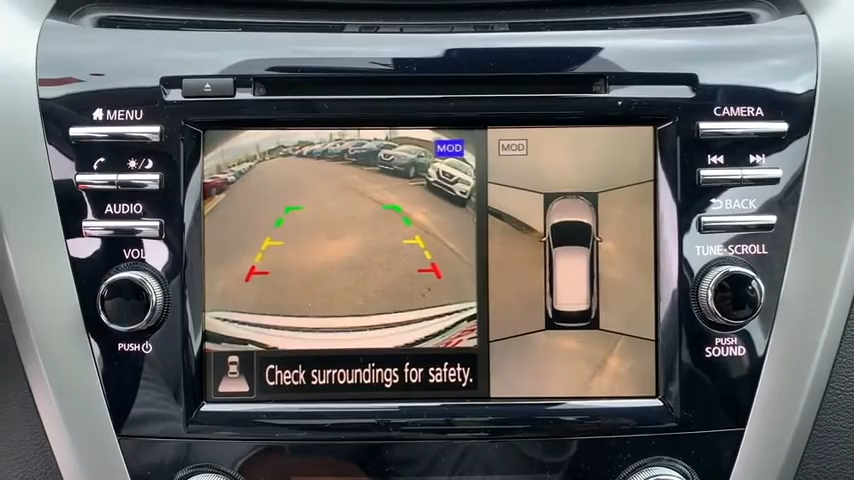 MENU
AUDIO
VOL
PUSH
MOD
MOD
Check surroundings for safety.
CAMERA
BACK
TUNE·SCROLL
PUSH
SOUND